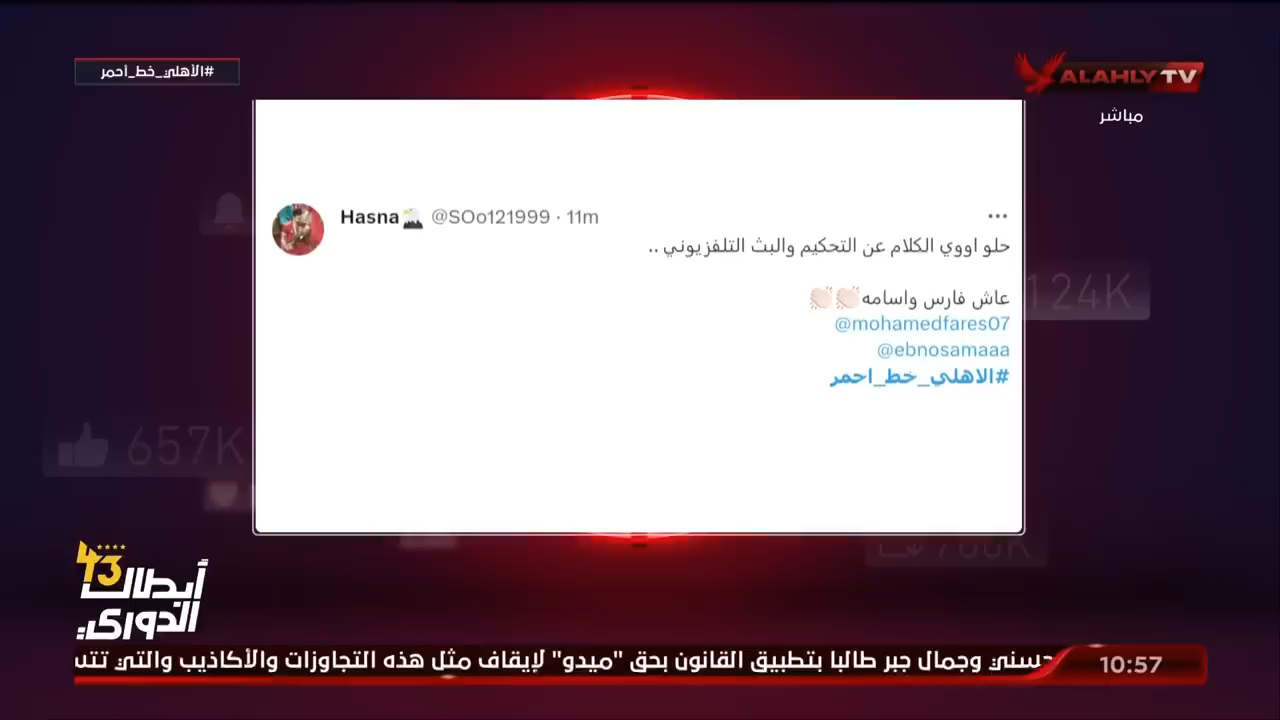 #الأهلي_خط_أحمر
ALAHLY TV
مباشر
Hasna @SOo121999 · 11m
حلو اووي الكلام عن التحكيم والبث التلفزيوني ..
عاش فارس واسامه
@mohamedfares07
@ebnosamaaa
#الاهلي_خط_احمر
124K
657K
43
أبطال
الدوري
حسني وجمال جبر طالبا بتطبيق القانون بحق "ميدو" لإيقاف مثل هذه التجاوزات والأكاذيب والتي
10:57